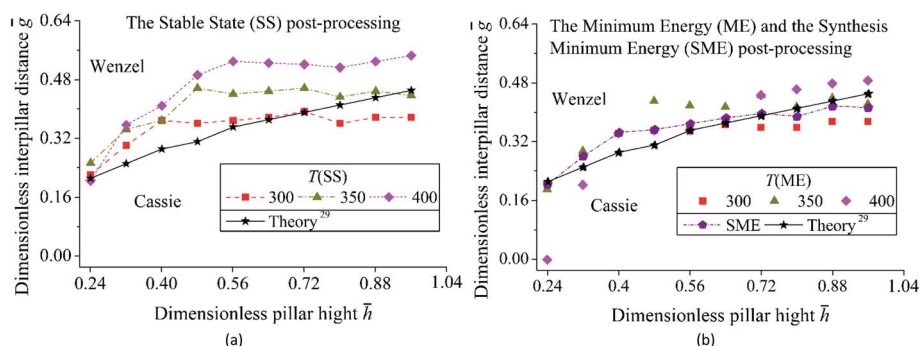 The Stable State (SS) post-processing
Dimensionless interpillar distance g̅
0.64
0.48
0.32
0.16
0.00
Wenzel
Cassie
T(SS)
300 350 400
Theory29
0.24 0.40 0.56 0.72 0.88 1.04
Dimensionless pillar hight h̅
(a)
The Minimum Energy (ME) and the Synthesis
Minimum Energy (SME) post-processing
Dimensionless interpillar distance g̅
0.64
0.48
0.32
0.16
0.00
Wenzel
Cassie
T(ME)
300 350 400
SME Theory29
0.24 0.4 0.56 0.72 0.88 1.04
Dimensionless pillar hight h̅
(b)